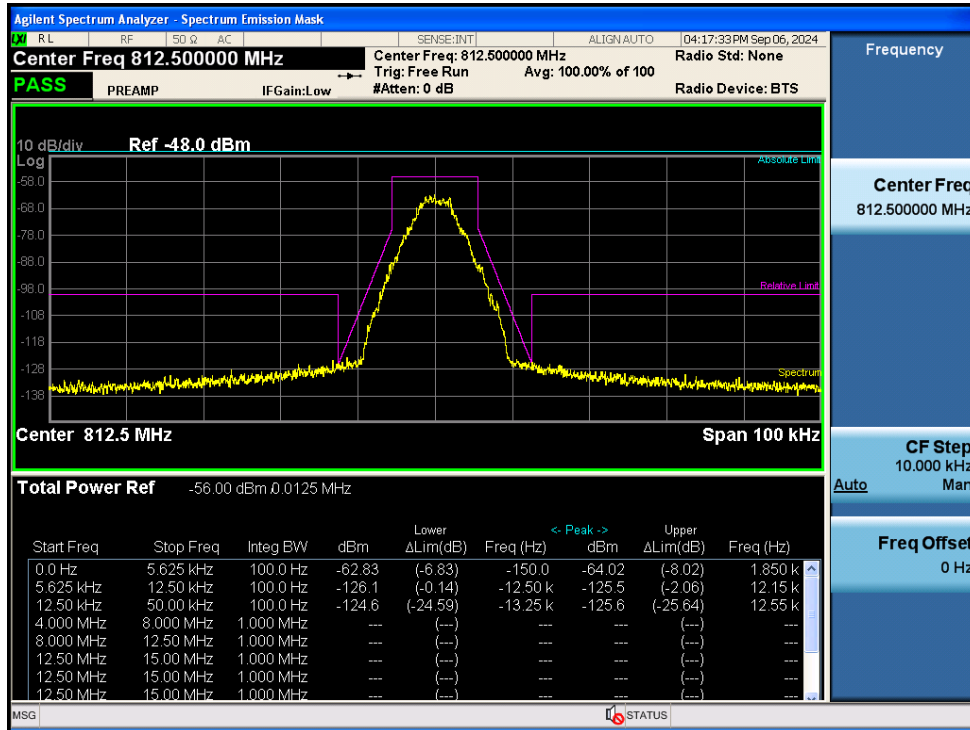 Agilent Spectrum Analyzer - Spectrum Emission Mask
LXI RL RF 50 Ω AC SENSE:INT ALIGN AUTO 04:17:33 PM Sep 06, 2024
Center Freq 812.500000 MHz Center Freq: 812.500000 MHz Radio Std: None
Trig: Free Run Avg: 100.00% of 100
PASS PREAMP IFGain:Low #Atten: 0 dB Radio Device: BTS
10 dB/div Ref -48.0 dBm
Log
Absolute Limit
-58.0
-68.0
-78.0
-88.0
-98.0
Relative Limit
-108
-118
-128
Spectrum
-138
Center 812.5 MHz Span 100 kHz
Total Power Ref -56.00 dBm / 0.0125 MHz
Lower <- Peak -> Upper
Start Freq Stop Freq Integ BW dBm ΔLim(dB) Freq (Hz) dBm ΔLim(dB) Freq (Hz)
0.0 Hz 5.625 kHz 100.0 Hz -62.83 (-6.83) -150.0 -64.02 (-8.02) 1.850 k
5.625 kHz 12.50 kHz 100.0 Hz -126.1 (-0.14) -12.50 k -125.5 (-2.06) 12.15 k
12.50 kHz 50.00 kHz 100.0 Hz -124.6 (-24.59) -13.25 k -125.6 (-25.64) 12.55 k
4.000 MHz 8.000 MHz 1.000 MHz --- (---) --- --- (---) ---
8.000 MHz 12.50 MHz 1.000 MHz --- (---) --- --- (---) ---
12.50 MHz 15.00 MHz 1.000 MHz --- (---) --- --- (---) ---
12.50 MHz 15.00 MHz 1.000 MHz --- (---) --- --- (---) ---
12.50 MHz 15.00 MHz 1.000 MHz --- (---) --- --- (---) ---
MSG STATUS
Frequency
Center Freq
812.500000 MHz
CF Step
10.000 kHz
Auto Man
Freq Offset
0 Hz